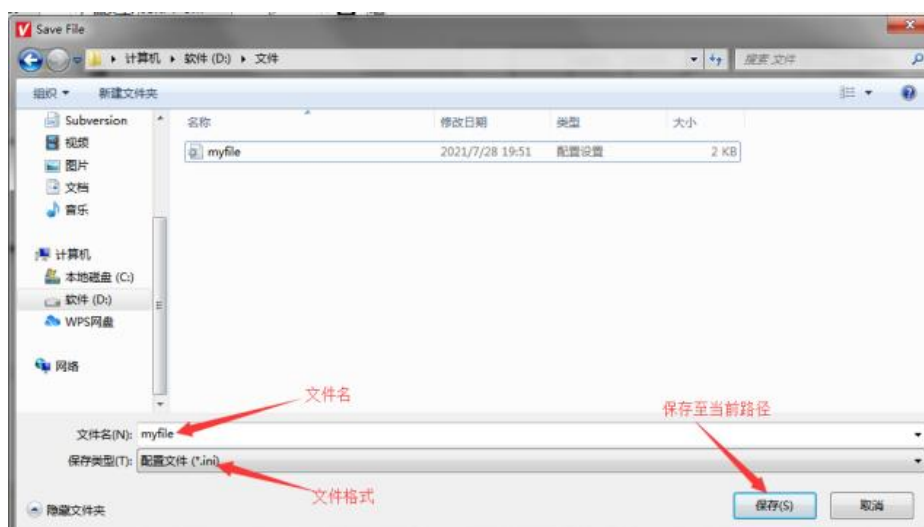 Save File
计算机 ▸ 软件 (D:) ▸ 文件
搜索 文件
组织 新建文件夹
Subversion
视频
图片
文档
音乐
计算机
本地磁盘 (C:)
软件 (D:)
WPS网盘
网络
名称 修改日期 类型 大小
myfile 2021/7/28 19:51 配置设置 2 KB
文件名
保存至当前路径
文件名(N): myfile
保存类型(T): 配置文件 (*.ini)
文件格式
隐藏文件夹
保存(S) 取消